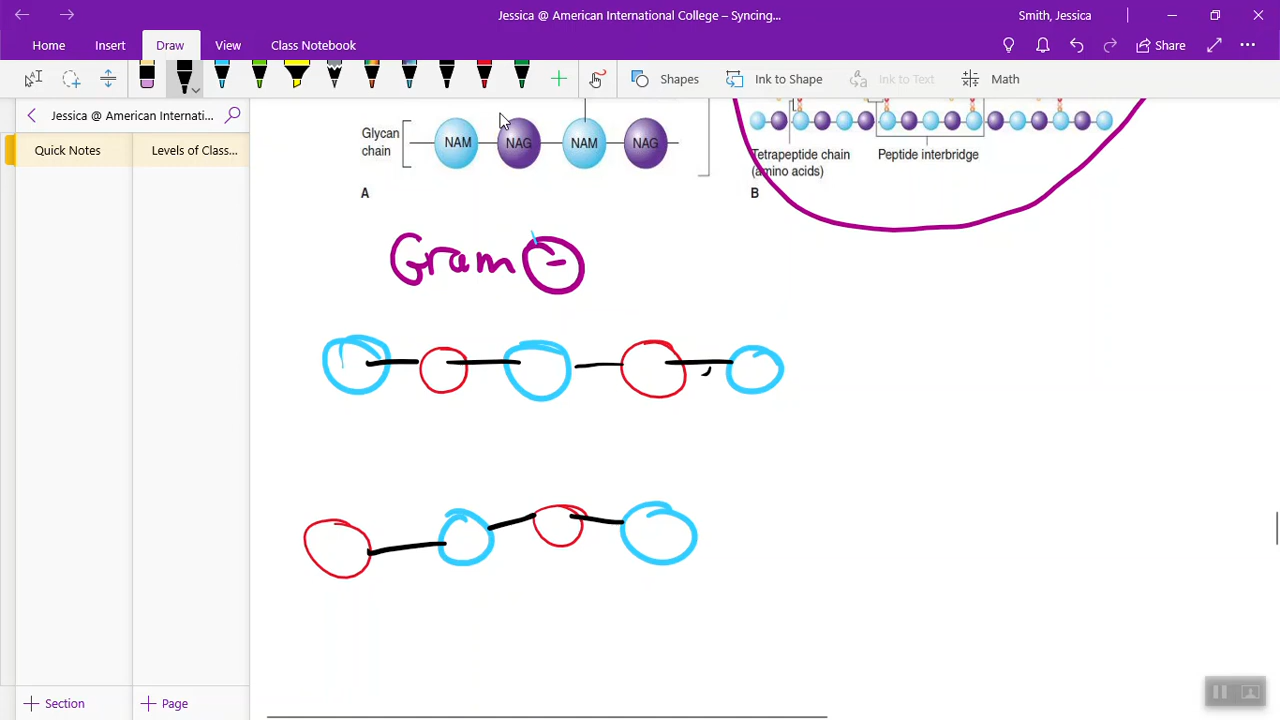 Jessica @ American International College – Syncing...
Smith, Jessica
Home Insert Draw View Class Notebook
Share
Shapes Ink to Shape Ink to Text Math
Jessica @ American Internati...
Quick Notes
Levels of Class...
Glycan chain
NAM NAG NAM NAG
A
Tetrapeptide chain (amino acids)
Peptide interbridge
B
Gram -
Section
Page